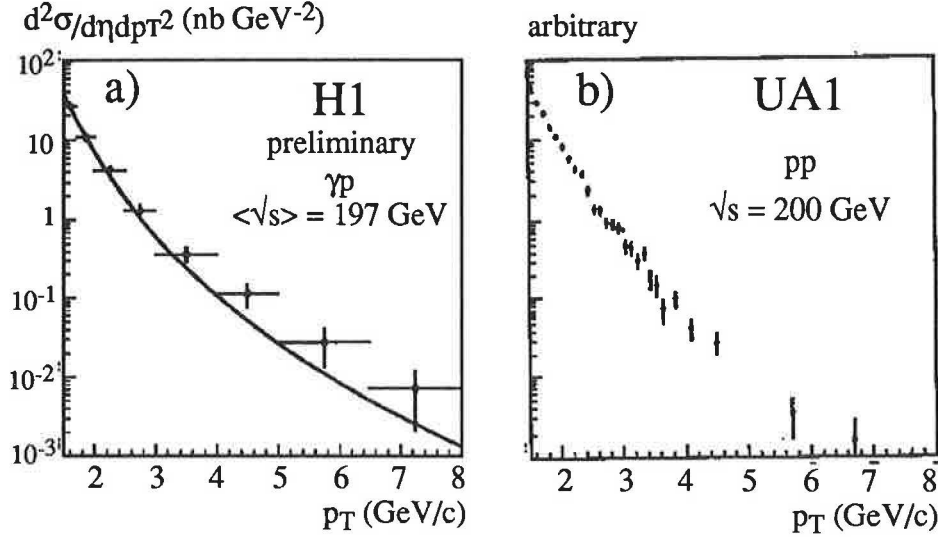 d²σ/dηdpT² (nb GeV⁻²)
10²
10
1
10⁻¹
10⁻²
10⁻³
a)
H1
preliminary
γp
<√s> = 197 GeV
2 3 4 5 6 7 8
pT (GeV/c)
arbitrary
b)
UA1
pp
√s = 200 GeV
2 3 4 5 6 7 8
pT (GeV/c)